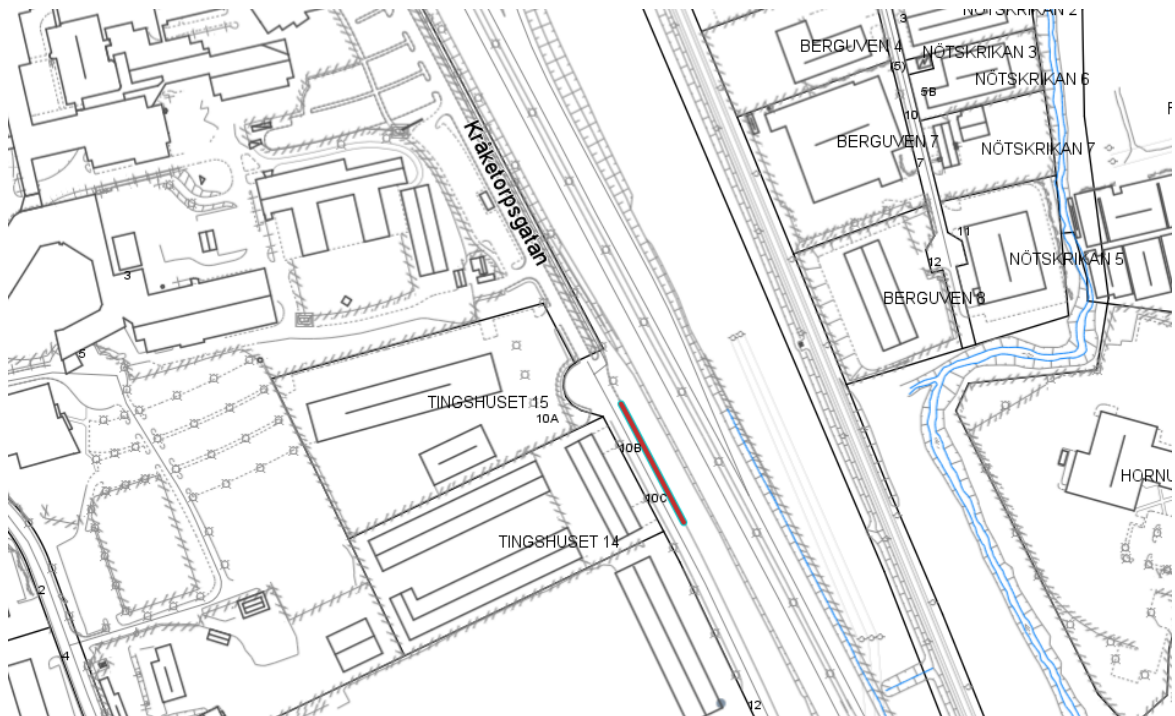 NÖTSKRIKAN 2
3
BERGUVEN 4
NÖTSKRIKAN 3
(5)
NÖTSKRIKAN 6
5B
10
Kråketorpsgatan
BERGUVEN 7
NÖTSKRIKAN 7
7
11
NÖTSKRIKAN 5
12
3
BERGUVEN 8
5
TINGSHUSET 15
10A
10B
HORNU
10C
TINGSHUSET 14
2
4
12